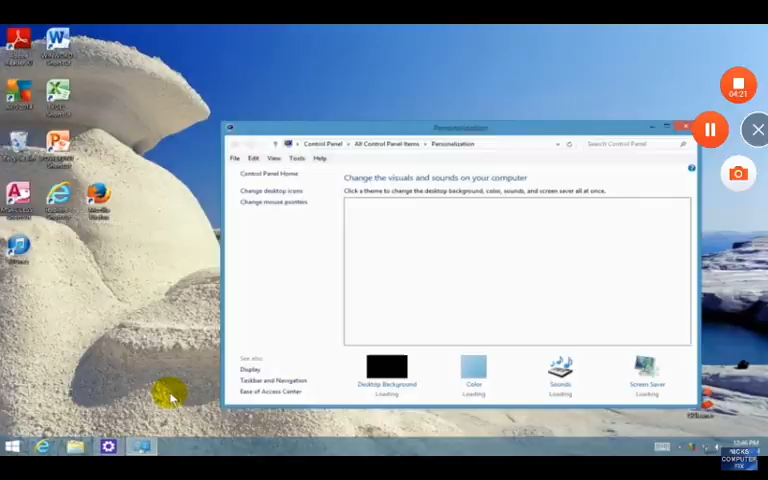 04:21
Personalization
Control Panel
All Control Panel Items
Personalization
Search Control Panel
File Edit View Tools Help
Control Panel Home
Change desktop icons
Change mouse pointers
Change the visuals and sounds on your computer
Click a theme to change the desktop background, color, sounds, and screen saver all at once.
See also
Display
Taskbar and Navigation
Ease of Access Center
Desktop Background
Loading
Color
Loading
Sounds
Loading
Screen Saver
Loading
Mozilla
Firefox
12:46 PM
NICKS
COMPUTER
FIX